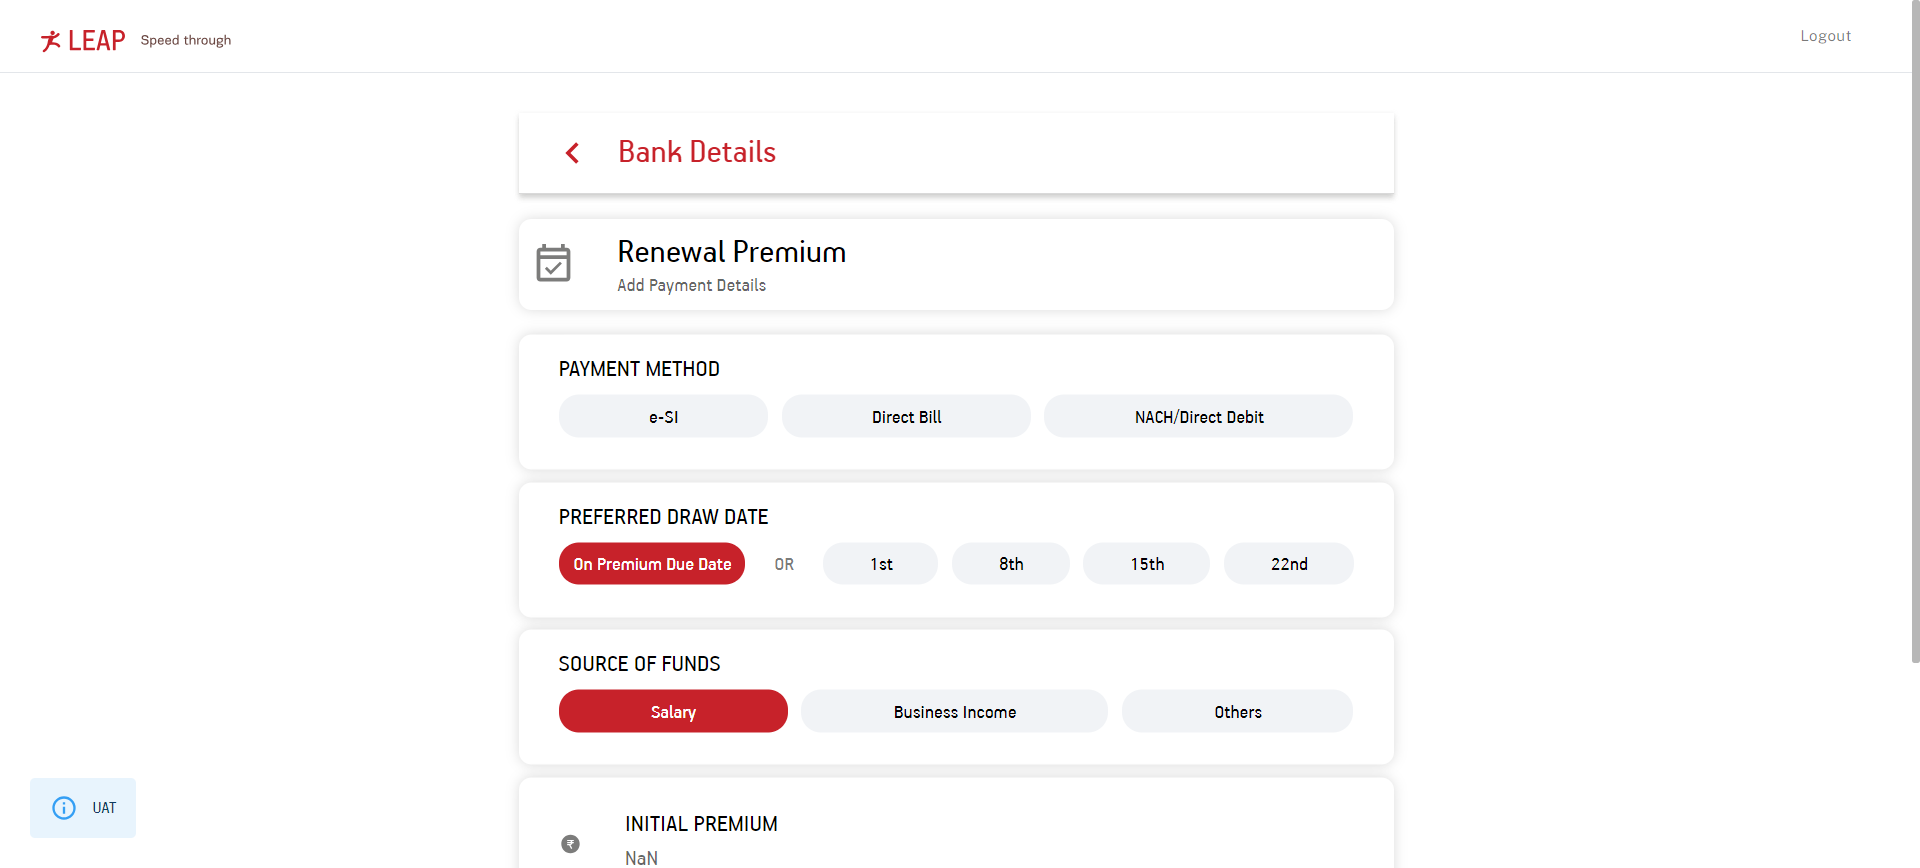 LEAP Speed through
Logout
Bank Details
Renewal Premium
Add Payment Details
PAYMENT METHOD
e-SI Direct Bill NACH/Direct Debit
PREFERRED DRAW DATE
On Premium Due Date OR 1st 8th 15th 22nd
SOURCE OF FUNDS
Salary Business Income Others
UAT
INITIAL PREMIUM
₹
NaN